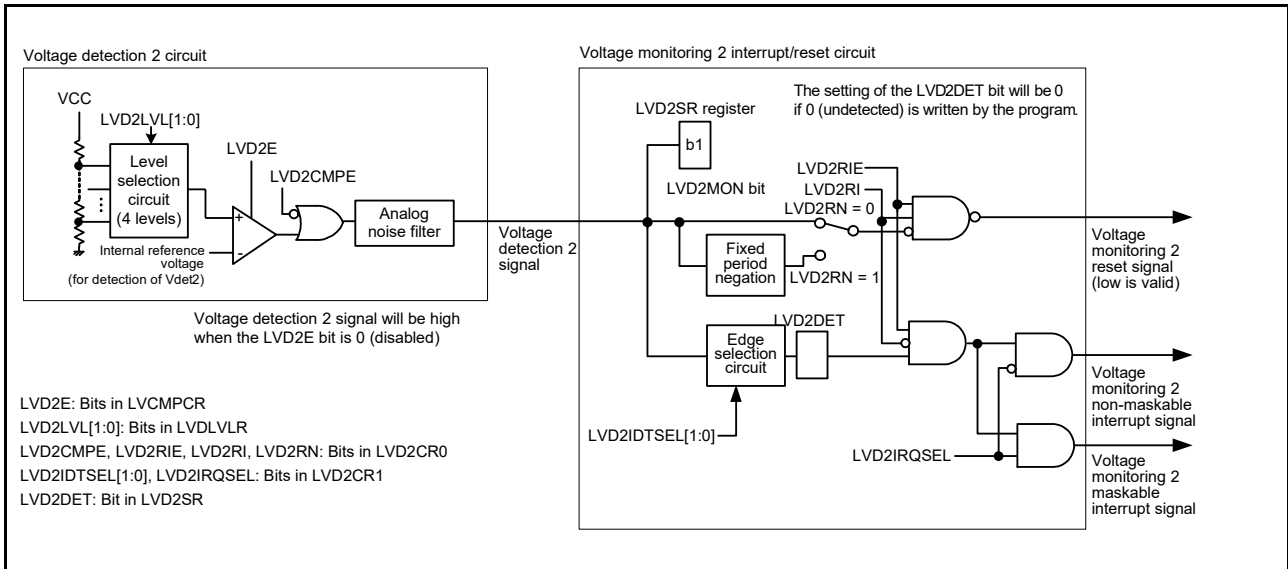 Voltage detection 2 circuit
VCC
LVD2LVL[1:0]
Level
selection
circuit
(4 levels)
Internal reference
voltage
(for detection of Vdet2)
LVD2E
LVD2CMPE
+
-
Analog
noise filter
Voltage detection 2 signal will be high
when the LVD2E bit is 0 (disabled)
Voltage
detection 2
signal
Voltage monitoring 2 interrupt/reset circuit
The setting of the LVD2DET bit will be 0
if 0 (undetected) is written by the program.
LVD2SR register
b1
LVD2MON bit
LVD2RIE
LVD2RI
LVD2RN = 0
Fixed
period
negation
LVD2RN = 1
LVD2DET
Edge
selection
circuit
LVD2IDTSEL[1:0]
LVD2IRQSEL
Voltage
monitoring 2
reset signal
(low is valid)
Voltage
monitoring 2
non-maskable
interrupt signal
Voltage
monitoring 2
maskable
interrupt signal
LVD2E: Bits in LVCMPCR
LVD2LVL[1:0]: Bits in LVDLVLR
LVD2CMPE, LVD2RIE, LVD2RI, LVD2RN: Bits in LVD2CR0
LVD2IDTSEL[1:0], LVD2IRQSEL: Bits in LVD2CR1
LVD2DET: Bit in LVD2SR